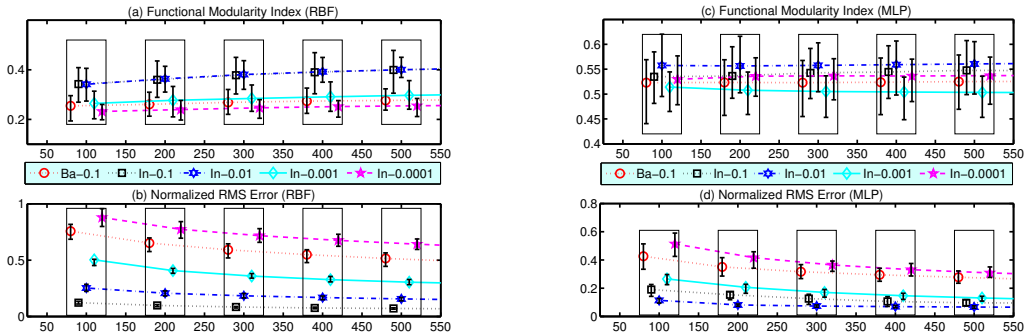 (a) Functional Modularity Index (RBF)
0.4
0.2
50 100 150 200 250 300 350 400 450 500 550
Ba−0.1 In−0.1 In−0.01 In−0.001 In−0.0001
(b) Normalized RMS Error (RBF)
1
0.5
0
50 100 150 200 250 300 350 400 450 500 550
(c) Functional Modularity Index (MLP)
0.6
0.5
0.4
50 100 150 200 250 300 350 400 450 500 550
Ba−0.1 In−0.1 In−0.01 In−0.001 In−0.0001
(d) Normalized RMS Error (MLP)
0.8
0.6
0.4
0.2
0
50 100 150 200 250 300 350 400 450 500 550